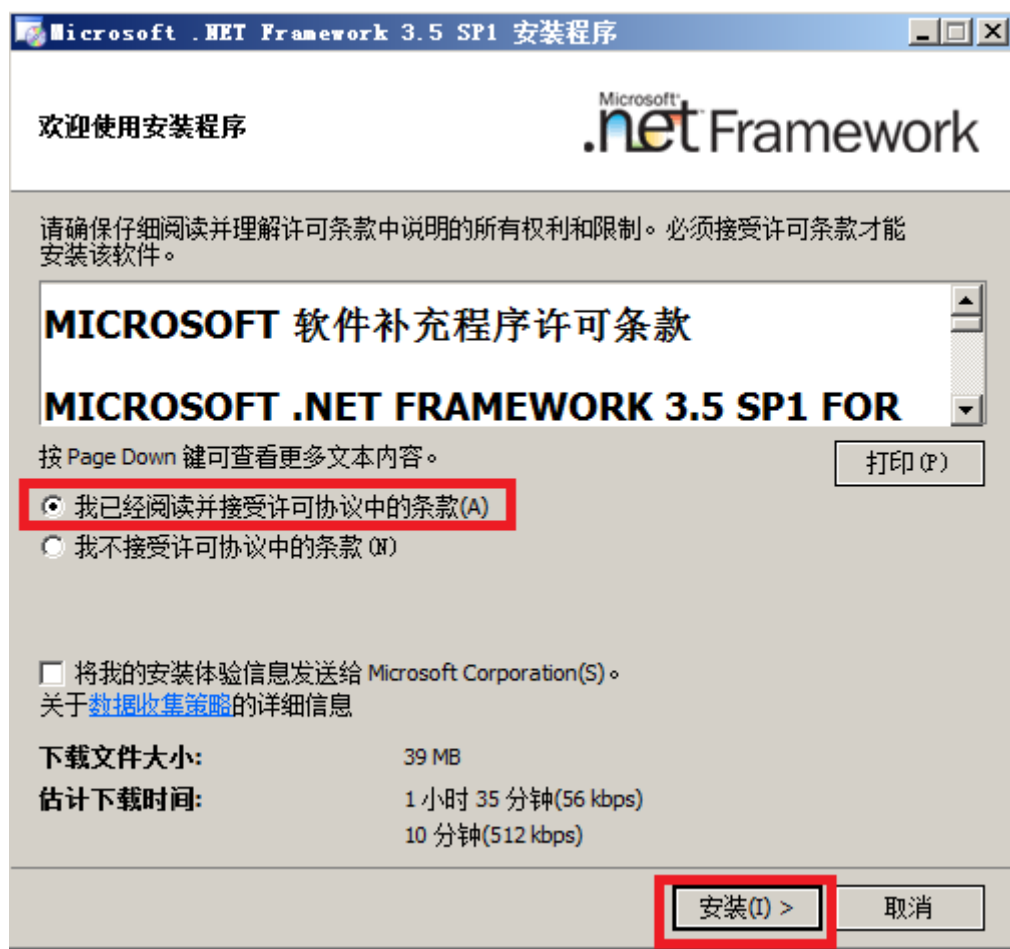 Microsoft .NET Framework 3.5 SP1 安装程序
欢迎使用安装程序
Microsoft
.net Framework
请确保仔细阅读并理解许可条款中说明的所有权利和限制。必须接受许可条款才能
安装该软件。
MICROSOFT 软件补充程序许可条款
MICROSOFT .NET FRAMEWORK 3.5 SP1 FOR
按 Page Down 键可查看更多文本内容。
打印(P)
我已经阅读并接受许可协议中的条款(A)
我不接受许可协议中的条款(N)
将我的安装体验信息发送给 Microsoft Corporation(S)。
关于数据收集策略的详细信息
下载文件大小: 39 MB
估计下载时间: 1 小时 35 分钟(56 kbps)
10 分钟(512 kbps)
安装(I) > 取消